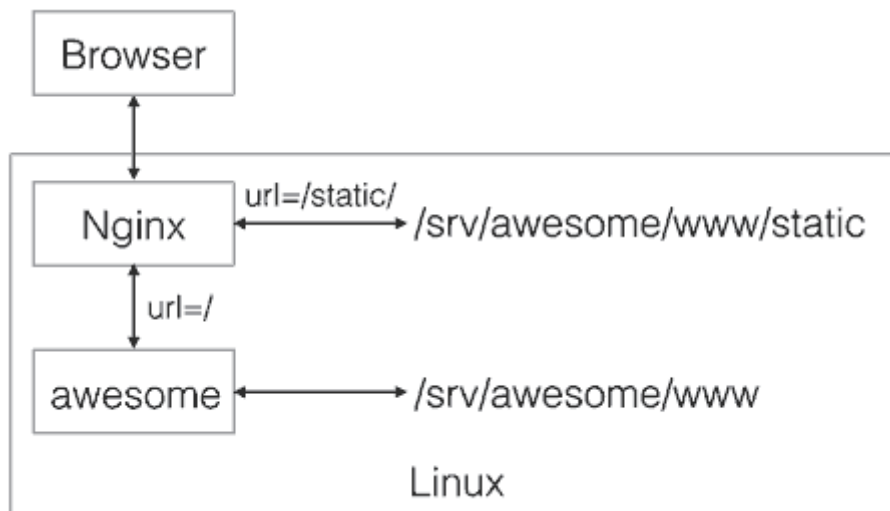 Browser
url=/static/
Nginx
/srv/awesome/www/static
url=/
awesome
/srv/awesome/www
Linux